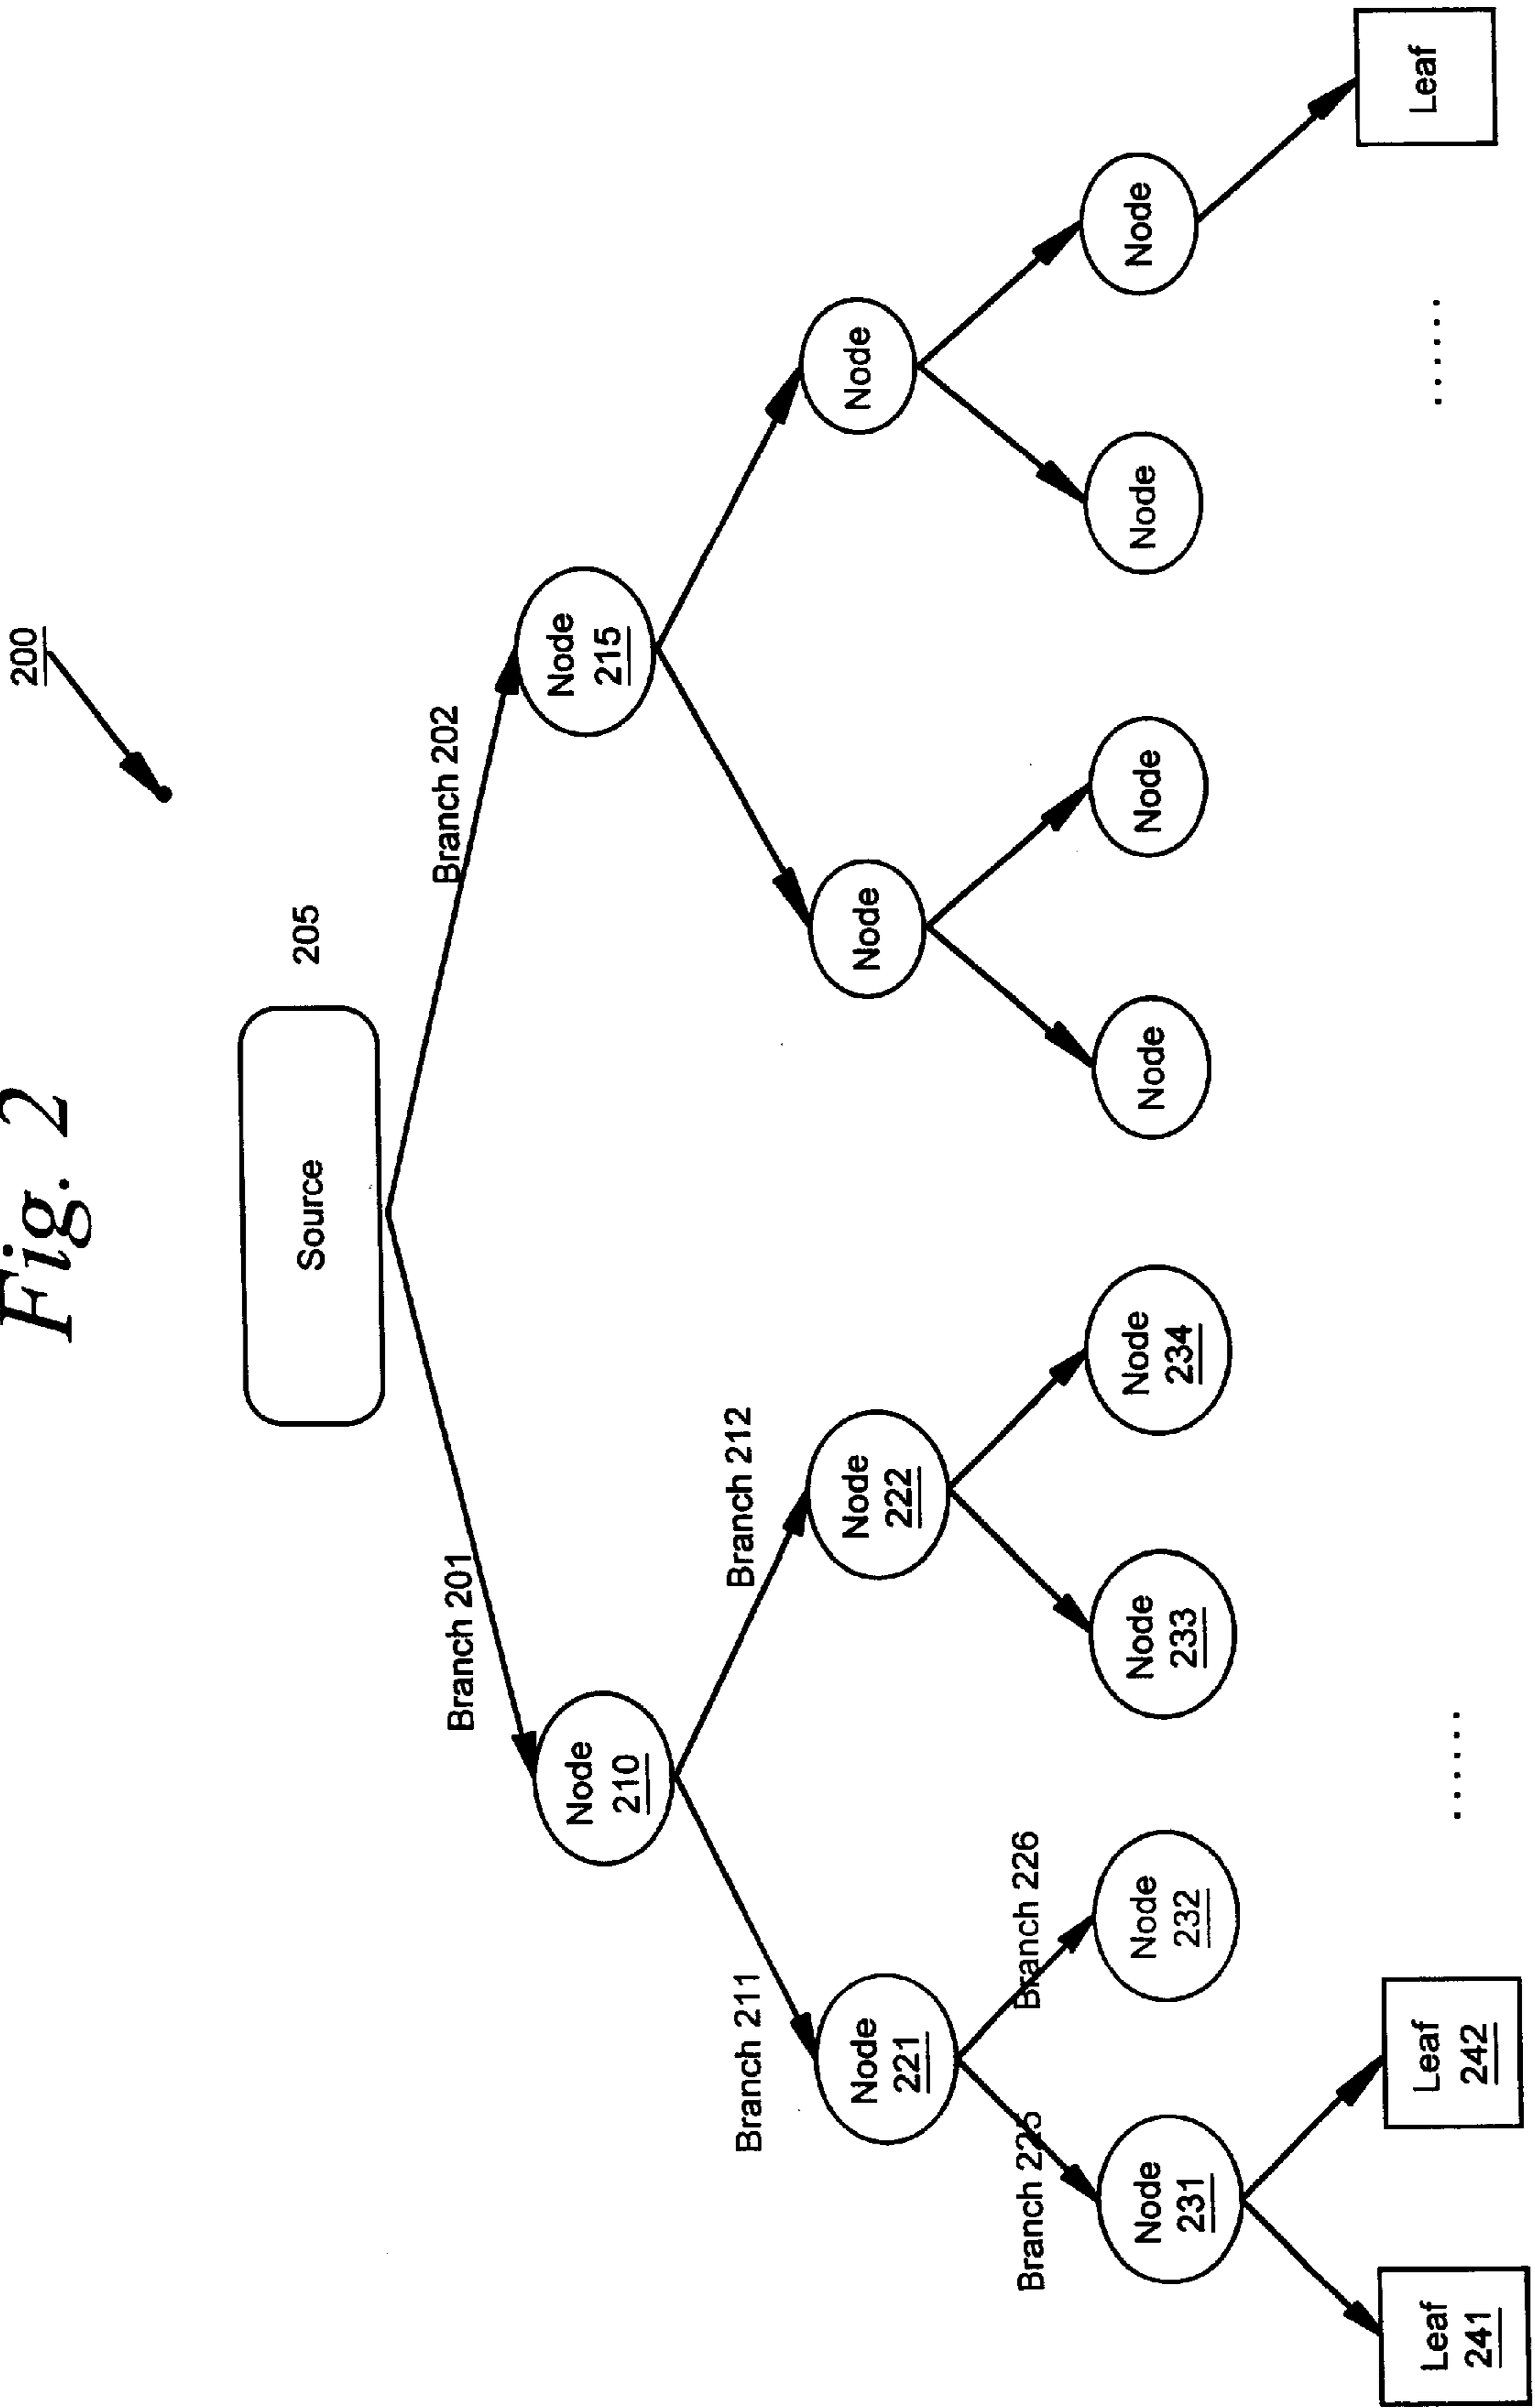 Fig. 2
200
Source
205
Branch 201
Branch 202
Node
210
Node
215
Branch 211
Branch 212
Node
221
Node
222
Node
Node
Branch 225
Branch 226
Node
231
Node
232
Node
233
Node
234
Node
Node
Node
Node
Leaf
241
Leaf
242
......
......
Leaf